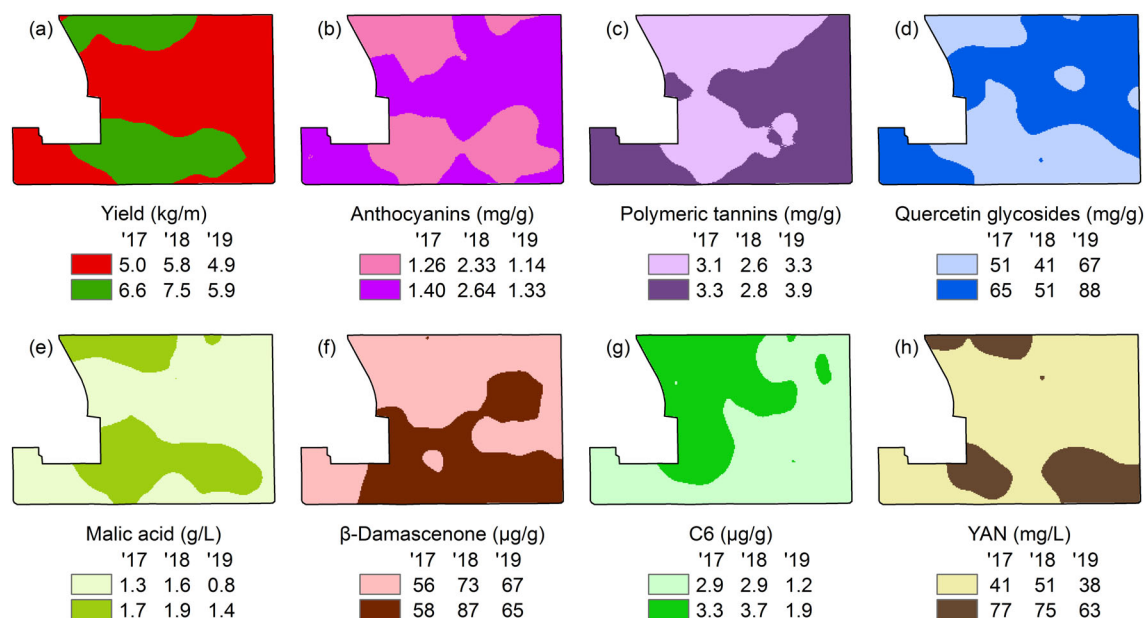 (a) (b) (c) (d)
Yield (kg/m) Anthocyanins (mg/g) Polymeric tannins (mg/g) Quercetin glycosides (mg/g)
'17 '18 '19 '17 '18 '19 '17 '18 '19 '17 '18 '19
5.0 5.8 4.9 1.26 2.33 1.14 3.1 2.6 3.3 51 41 67
6.6 7.5 5.9 1.40 2.64 1.33 3.3 2.8 3.9 65 51 88
(e) (f) (g) (h)
Malic acid (g/L) β-Damascenone (µg/g) C6 (µg/g) YAN (mg/L)
'17 '18 '19 '17 '18 '19 '17 '18 '19 '17 '18 '19
1.3 1.6 0.8 56 73 67 2.9 2.9 1.2 41 51 38
1.7 1.9 1.4 58 87 65 3.3 3.7 1.9 77 75 63